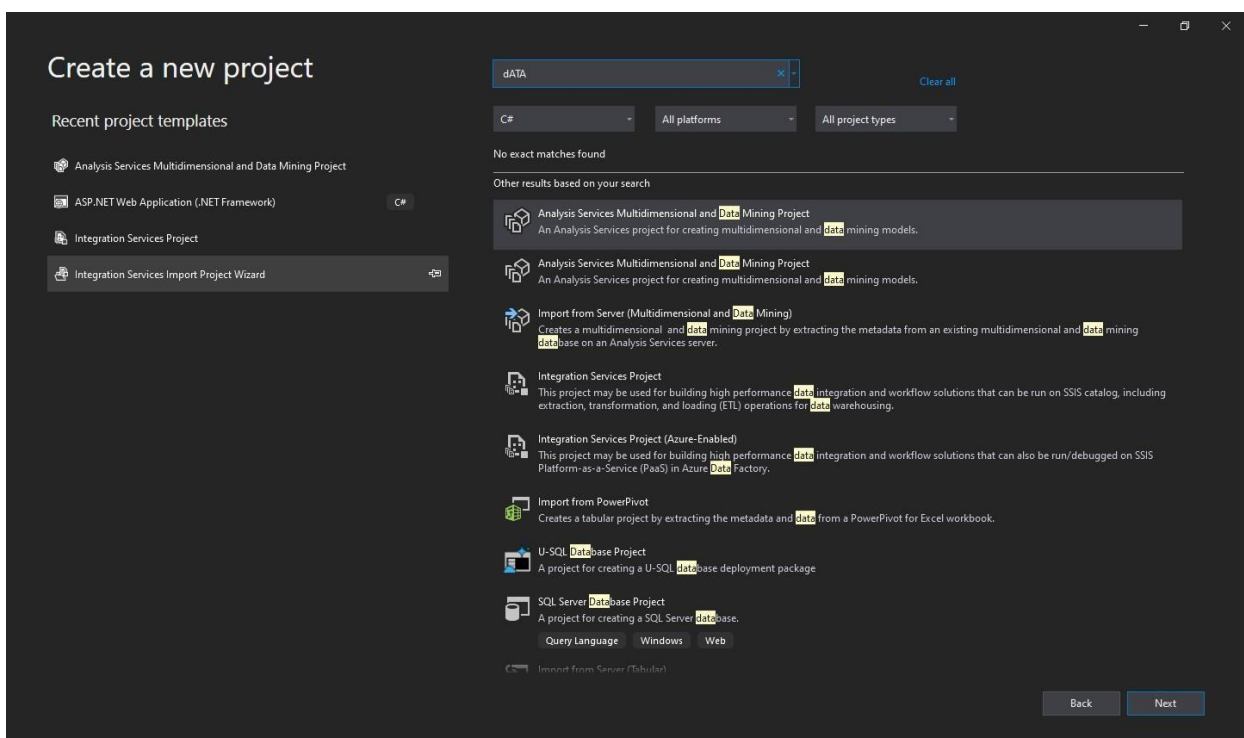 Create a new project
Recent project templates
Analysis Services Multidimensional and Data Mining Project
ASP.NET Web Application (.NET Framework) C#
Integration Services Project
Integration Services Import Project Wizard
dATA
Clear all
C# All platforms All project types
No exact matches found
Other results based on your search
Analysis Services Multidimensional and Data Mining Project
An Analysis Services project for creating multidimensional and data mining models.
Analysis Services Multidimensional and Data Mining Project
An Analysis Services project for creating multidimensional and data mining models.
Import from Server (Multidimensional and Data Mining)
Creates a multidimensional and data mining project by extracting the metadata from an existing multidimensional and data mining
database on an Analysis Services server.
Integration Services Project
This project may be used for building high performance data integration and workflow solutions that can be run on SSIS catalog, including
extraction, transformation, and loading (ETL) operations for data warehousing.
Integration Services Project (Azure-Enabled)
This project may be used for building high performance data integration and workflow solutions that can also be run/debugged on SSIS
Platform-as-a-Service (PaaS) in Azure Data Factory.
Import from PowerPivot
Creates a tabular project by extracting the metadata and data from a PowerPivot for Excel workbook.
U-SQL Database Project
A project for creating a U-SQL database deployment package
SQL Server Database Project
A project for creating a SQL Server database.
Query Language Windows Web
Import from Server (Tabular)
Back Next